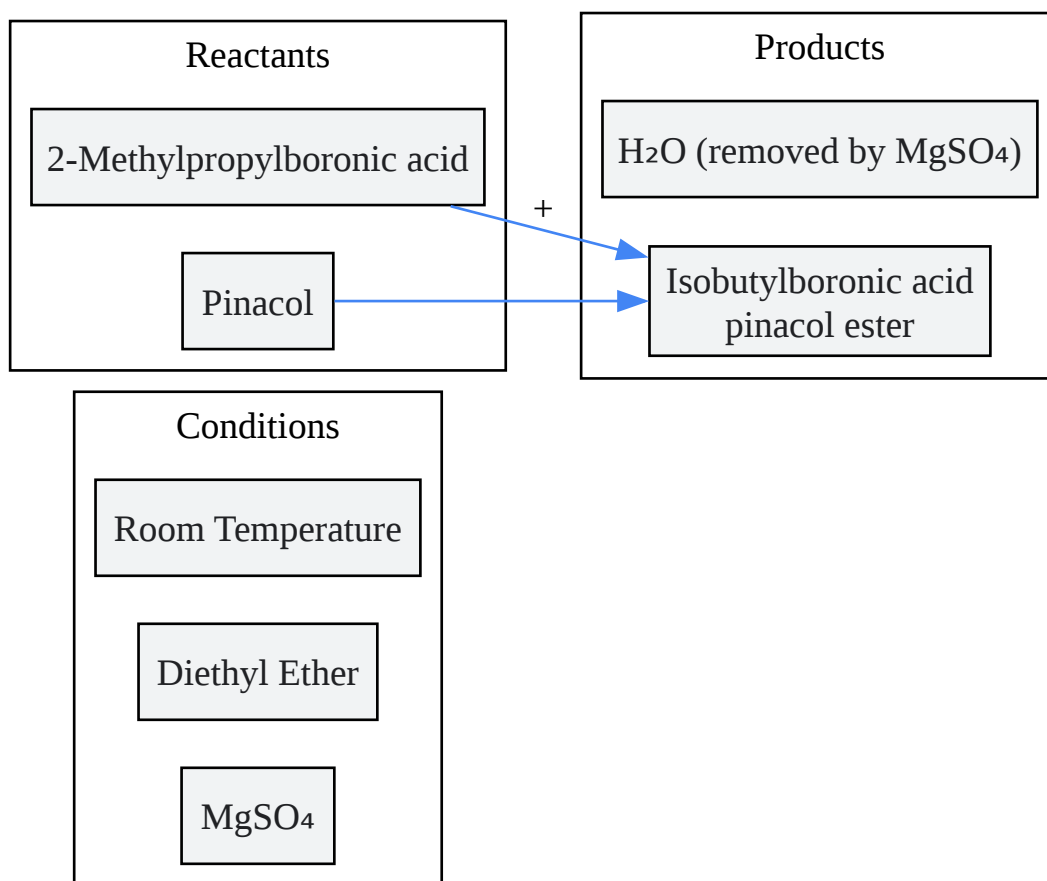 Reactants
2-Methylpropylboronic acid
Pinacol
+
Products
H₂O (removed by MgSO₄)
Isobutylboronic acid
pinacol ester
Conditions
Room Temperature
Diethyl Ether
MgSO₄